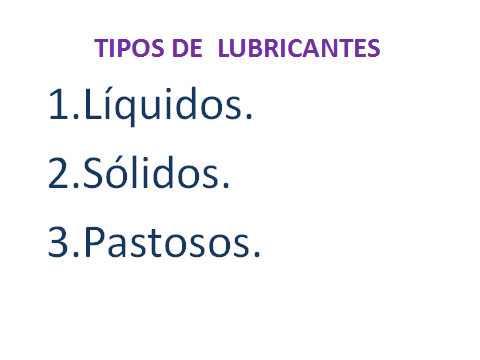 TIPOS DE  LUBRICANTES
1.Líquidos.
2.Sólidos.
3.Pastosos.